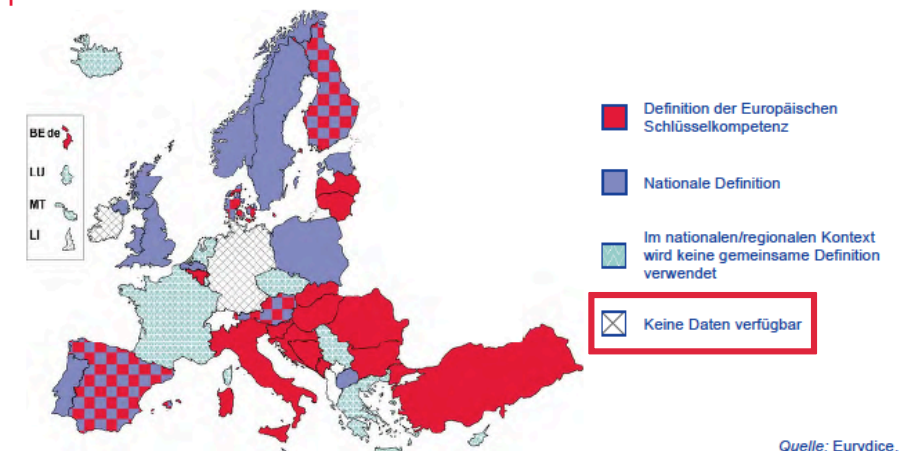 BE de
LU
MT
LI
Definition der Europäischen
Schlüsselkompetenz
Nationale Definition
Im nationalen/regionalen Kontext
wird keine gemeinsame Definition
verwendet
Keine Daten verfügbar
Quelle: Eurydice.